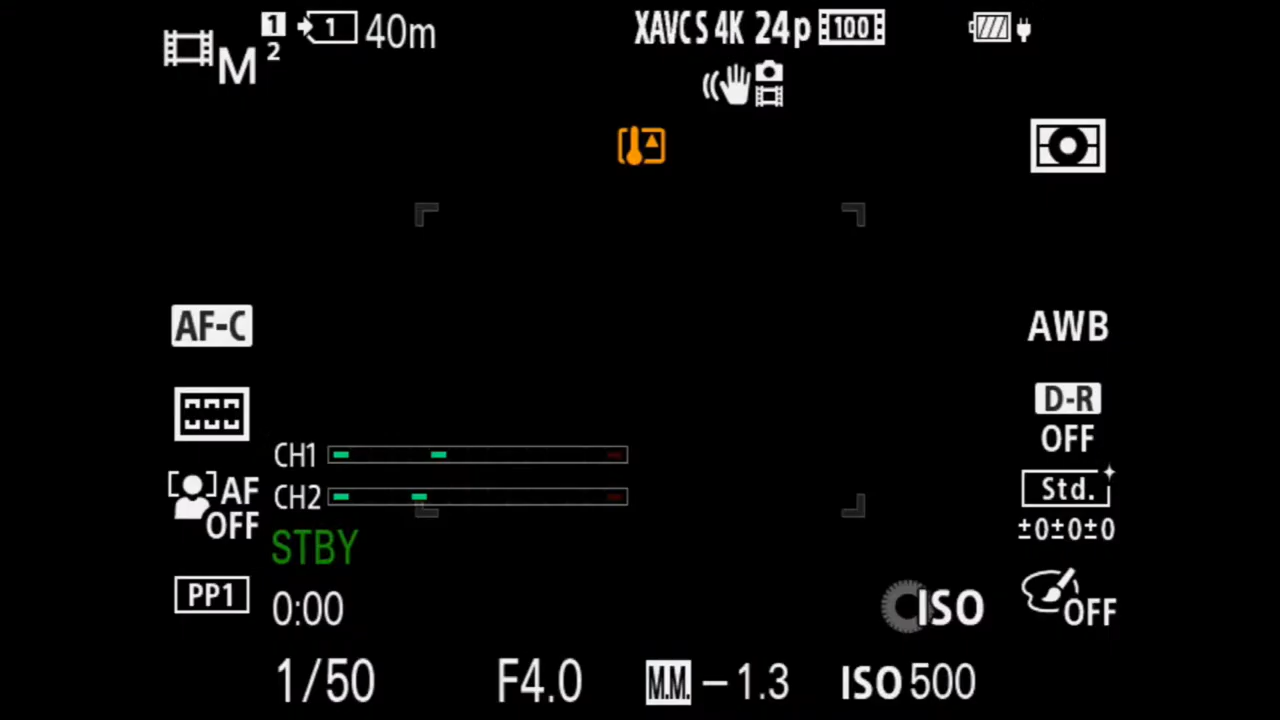 M 1 2 1 40m XAVC S 4K 24p 100
AF-C
AWB
D-R
OFF
CH1
CH2
AF
OFF
Std.
±0±0±0
STBY
PP1
0:00
ISO
OFF
1/50 F4.0 M.M. –1.3 ISO 500